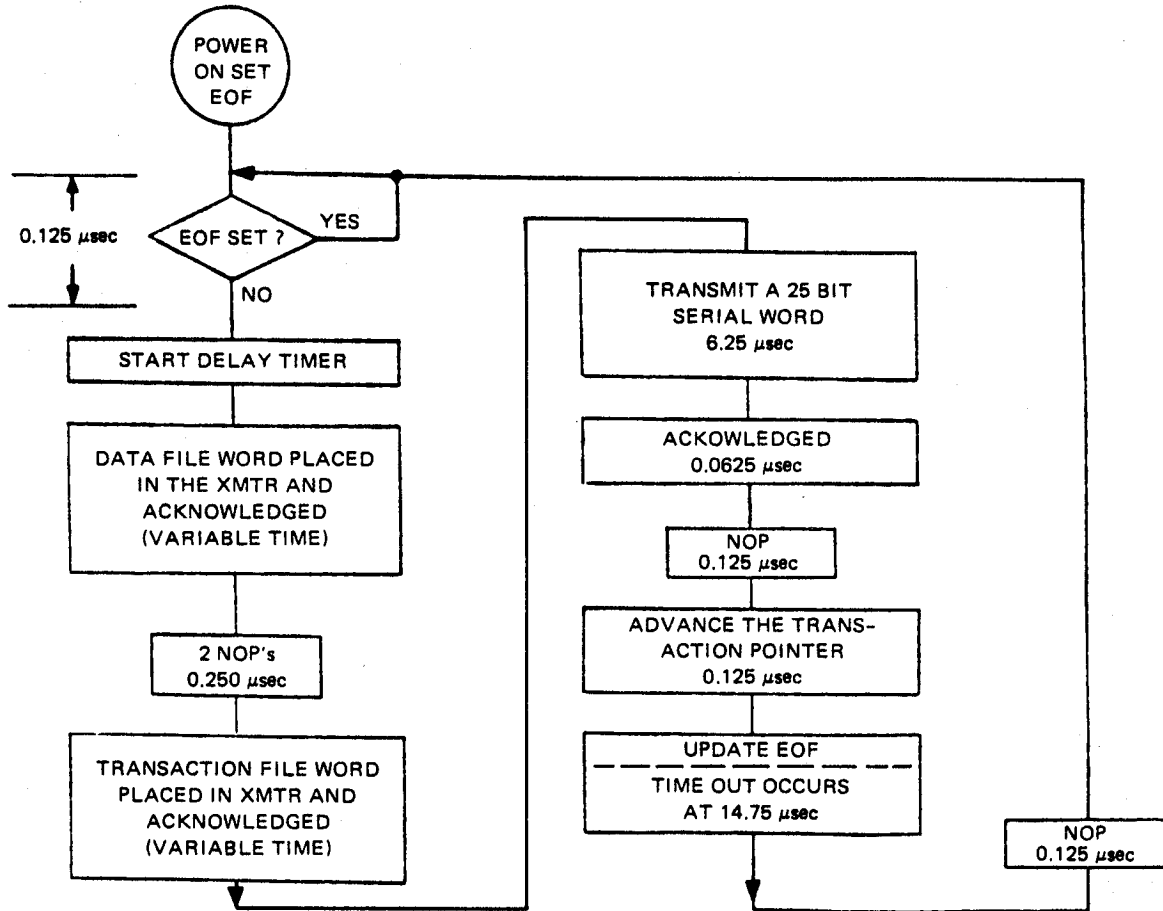 POWER
ON SET
EOF
0.125 μsec
EOF SET ?
YES
NO
START DELAY TIMER
DATA FILE WORD PLACED
IN THE XMTR AND
ACKNOWLEDGED
(VARIABLE TIME)
2 NOP's
0.250 μsec
TRANSACTION FILE WORD
PLACED IN XMTR AND
ACKNOWLEDGED
(VARIABLE TIME)
TRANSMIT A 25 BIT
SERIAL WORD
6.25 μsec
ACKOWLEDGED
0.0625 μsec
NOP
0.125 μsec
ADVANCE THE TRANS-
ACTION POINTER
0.125 μsec
UPDATE EOF
TIME OUT OCCURS
AT 14.75 μsec
NOP
0.125 μsec